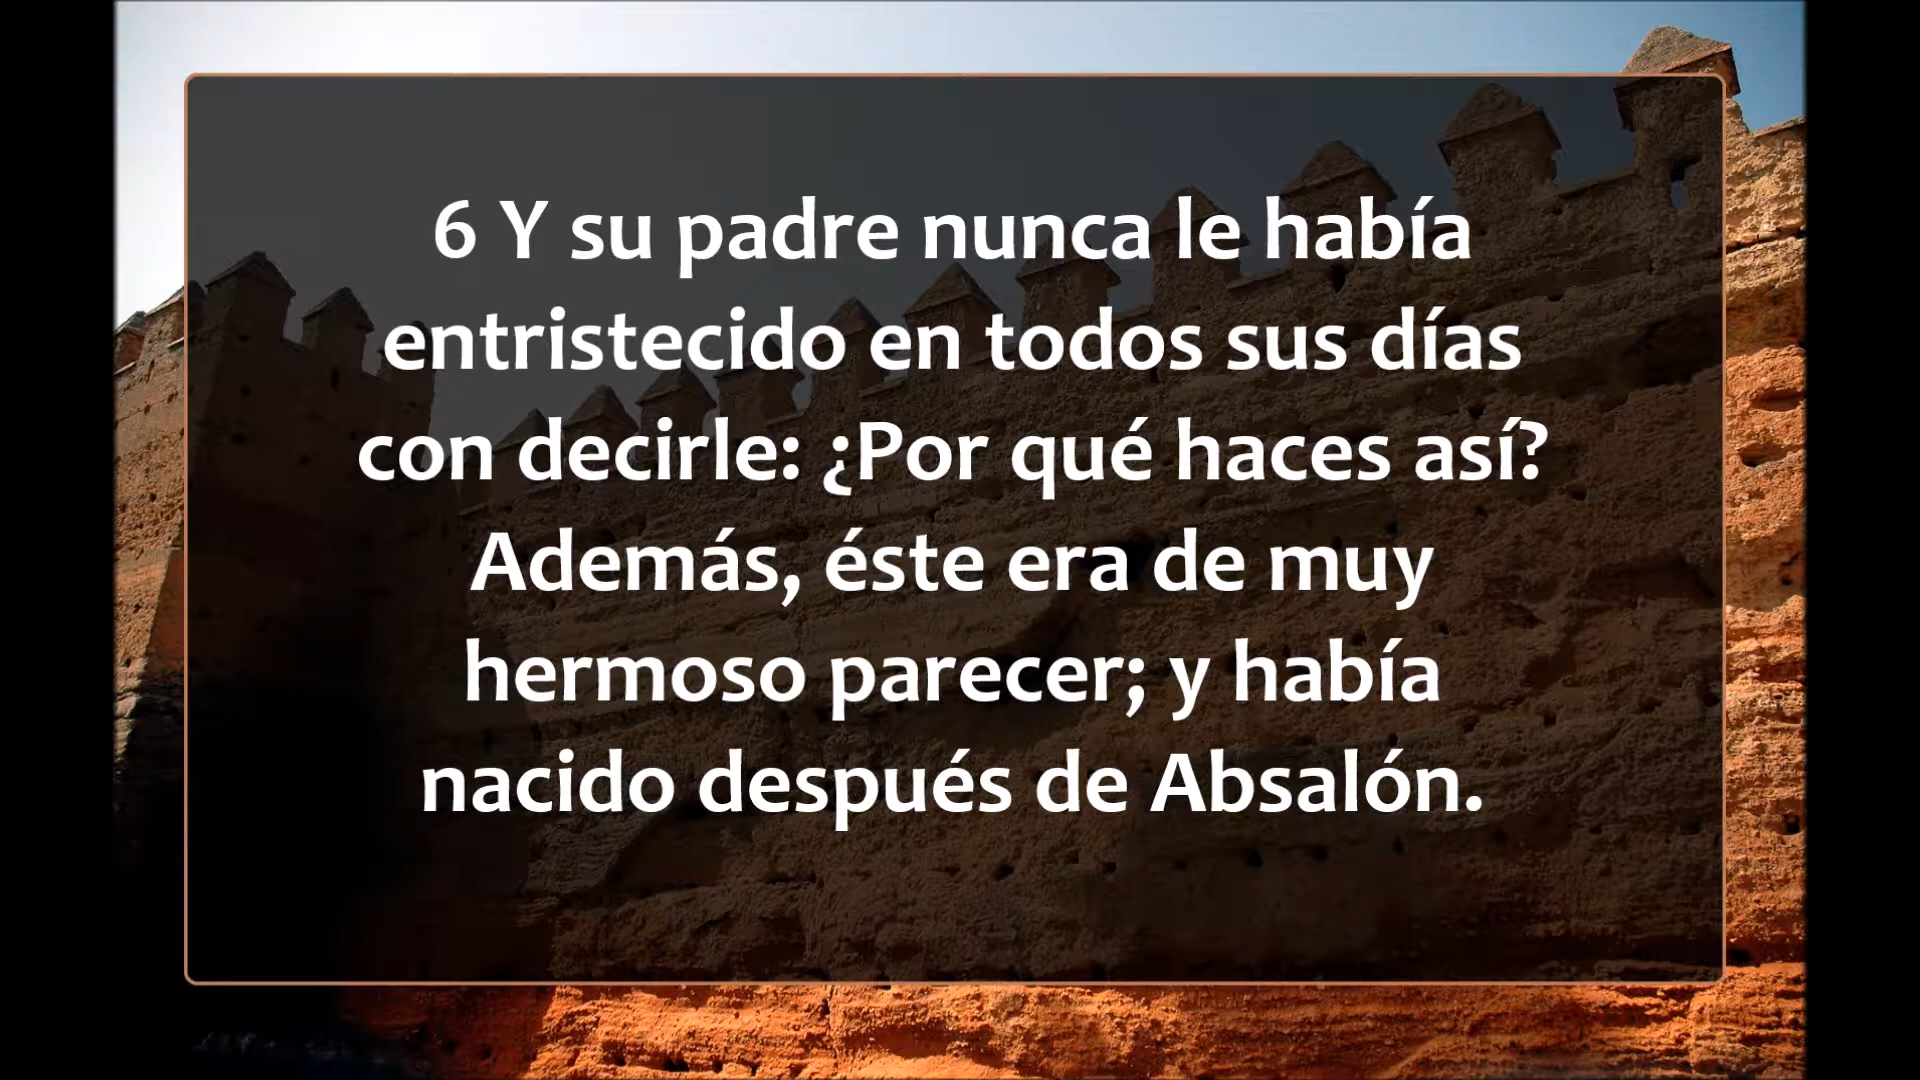 6 Y su padre nunca le había
entristecido en todos sus días
con decirle: ¿Por qué haces así?
Además, éste era de muy
hermoso parecer; y había
nacido después de Absalón.